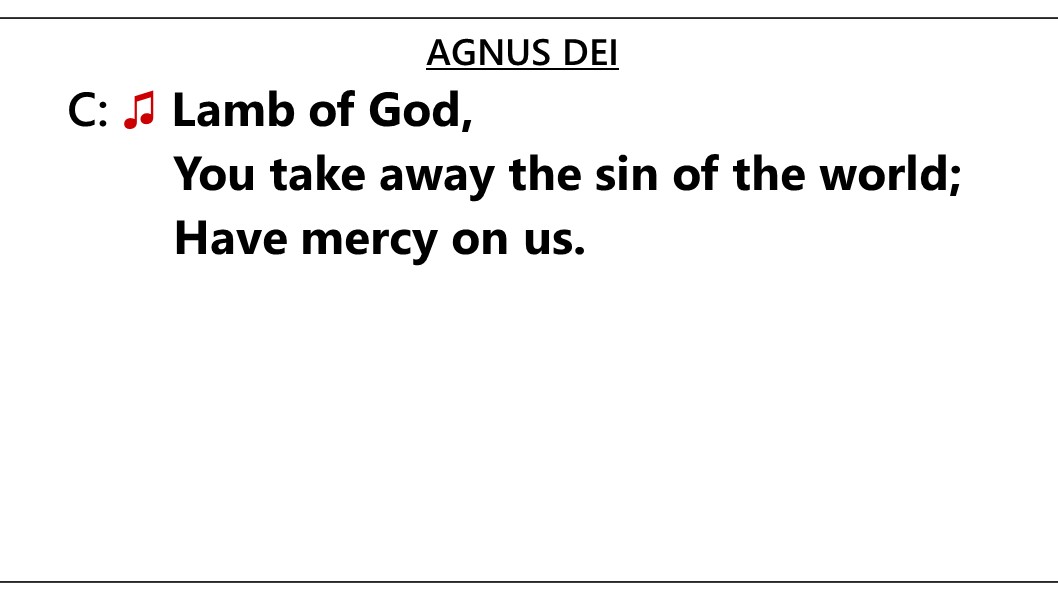 AGNUS DEI
C: ♫ Lamb of God,
You take away the sin of the world;
Have mercy on us.